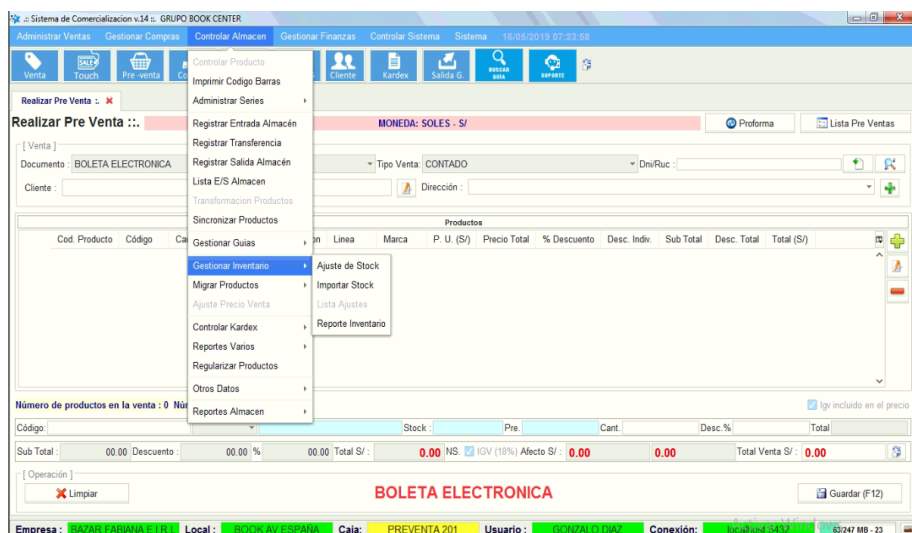 .:: Sistema de Comercializacion v.14 ::. GRUPO BOOK CENTER
Administrar Ventas Gestionar Compras Controlar Almacen Gestionar Finanzas Controlar Sistema Sistema 16/05/2019 07:23:58
Venta Touch Pre -venta Cliente Kardex Salida G. BUSCAR GUIA SOPORTE
SALE
Realizar Pre Venta :.
Realizar Pre Venta ::. MONEDA: SOLES - S/ Proforma Lista Pre Ventas
[ Venta ]
Documento : BOLETA ELECTRONICA Tipo Venta: CONTADO Dni/Ruc :
Cliente : Dirección :
Productos
Cod. Producto Código Linea Marca P. U. (S/) Precio Total % Descuento Desc. Indiv. Sub Total Desc. Total Total (S/)
Controlar Producto
Imprimir Codigo Barras
Administrar Series
Registrar Entrada Almacén
Registrar Transferencia
Registrar Salida Almacén
Lista E/S Almacen
Transformacion Productos
Sincronizar Productos
Gestionar Guias
Gestionar Inventario
Migrar Productos
Ajuste Precio Venta
Controlar Kardex
Reportes Varios
Regularizar Productos
Otros Datos
Reportes Almacen
Ajuste de Stock
Importar Stock
Lista Ajustes
Reporte Inventario
Número de productos en la venta : 0 Igv incluido en el precio
Código: Stock : Pre. Cant. Desc.% Total
Sub Total : 00.00 Descuento : 00.00 % 00.00 Total S/ : 0.00 NS. IGV (18%) Afecto S/ : 0.00 0.00 Total Venta S/ : 0.00
[ Operación ]
Limpiar BOLETA ELECTRONICA Guardar (F12)
Empresa : BAZAR FABIANA E.I.R.L Local : BOOK AV.ESPAÑA Caja: PREVENTA 201 Usuario : GONZALO DIAZ Conexión: localhost:5432 63/247 MB - 23